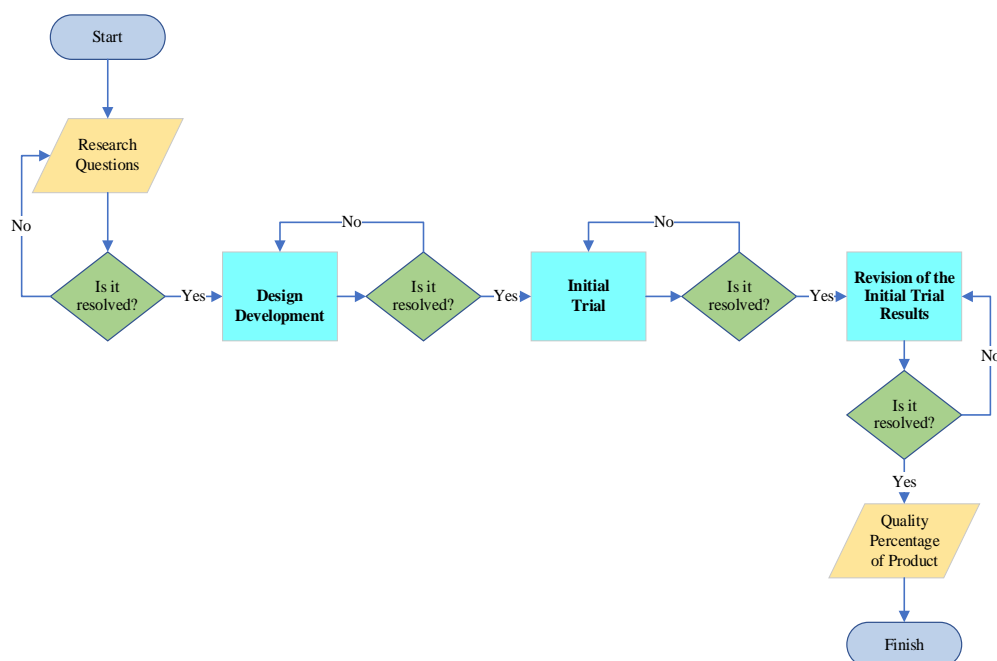 Start
Research
Questions
No
Is it
resolved?
Yes
Design
Development
No
Is it
resolved?
Yes
Initial
Trial
No
Is it
resolved?
Yes
Revision of the
Initial Trial
Results
No
Is it
resolved?
Yes
Quality
Percentage
of Product
Finish